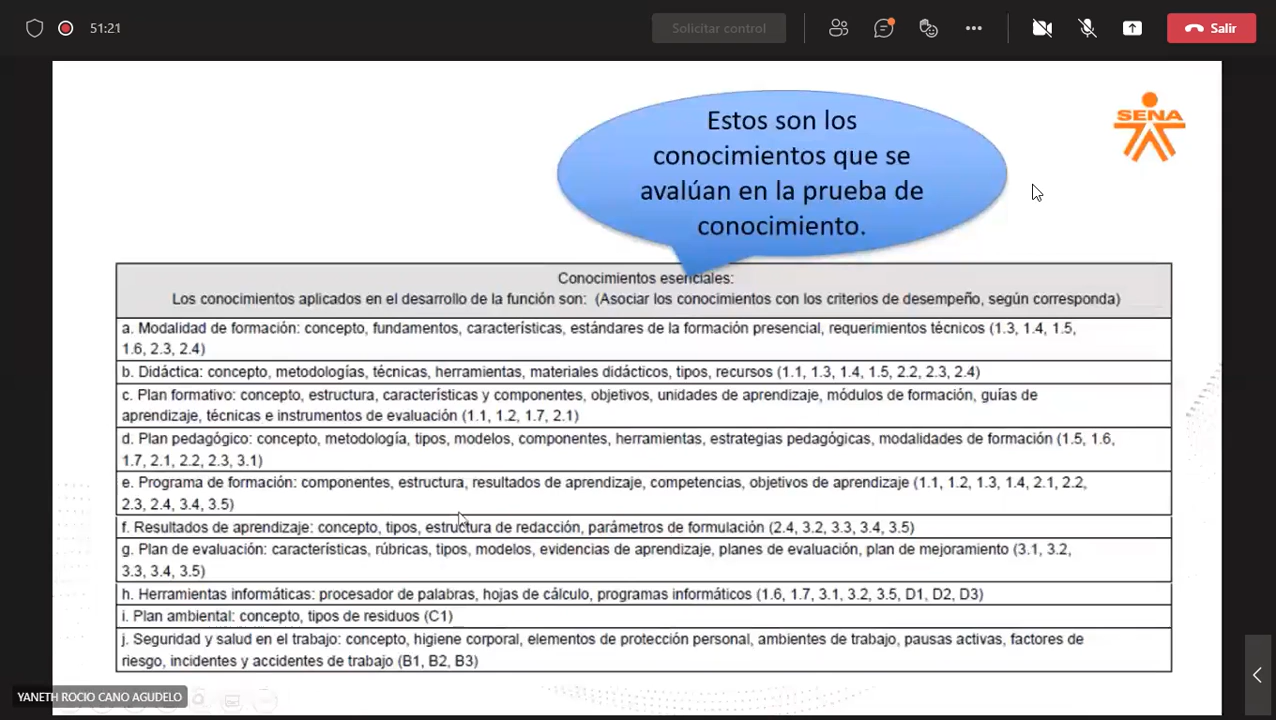 51:21
Solicitar control
Salir
SENA
Estos son los
conocimientos que se
avalúan en la prueba de
conocimiento.
Conocimientos esenciales:
Los conocimientos aplicados en el desarrollo de la función son: (Asociar los conocimientos con los criterios de desempeño, según corresponda)
a. Modalidad de formación: concepto, fundamentos, características, estándares de la formación presencial, requerimientos técnicos (1.3, 1.4, 1.5,
1.6, 2.3, 2.4)
b. Didáctica: concepto, metodologías, técnicas, herramientas, materiales didácticos, tipos, recursos (1.1, 1.3, 1.4, 1.5, 2.2, 2.3, 2.4)
c. Plan formativo: concepto, estructura, características y componentes, objetivos, unidades de aprendizaje, módulos de formación, guías de
aprendizaje, técnicas e instrumentos de evaluación (1.1, 1.2, 1.7, 2.1)
d. Plan pedagógico: concepto, metodología, tipos, modelos, componentes, herramientas, estrategias pedagógicas, modalidades de formación (1.5, 1.6,
1.7, 2.1, 2.2, 2.3, 3.1)
e. Programa de formación: componentes, estructura, resultados de aprendizaje, competencias, objetivos de aprendizaje (1.1, 1.2, 1.3, 1.4, 2.1, 2.2,
2.3, 2.4, 3.4, 3.5)
f. Resultados de aprendizaje: concepto, tipos, estructura de redacción, parámetros de formulación (2.4, 3.2, 3.3, 3.4, 3.5)
g. Plan de evaluación: características, rúbricas, tipos, modelos, evidencias de aprendizaje, planes de evaluación, plan de mejoramiento (3.1, 3.2,
3.3, 3.4, 3.5)
h. Herramientas informáticas: procesador de palabras, hojas de cálculo, programas informáticos (1.6, 1.7, 3.1, 3.2, 3.5, D1, D2, D3)
i. Plan ambiental: concepto, tipos de residuos (C1)
j. Seguridad y salud en el trabajo: concepto, higiene corporal, elementos de protección personal, ambientes de trabajo, pausas activas, factores de
riesgo, incidentes y accidentes de trabajo (B1, B2, B3)
YANETH ROCIO CANO AGUDELO